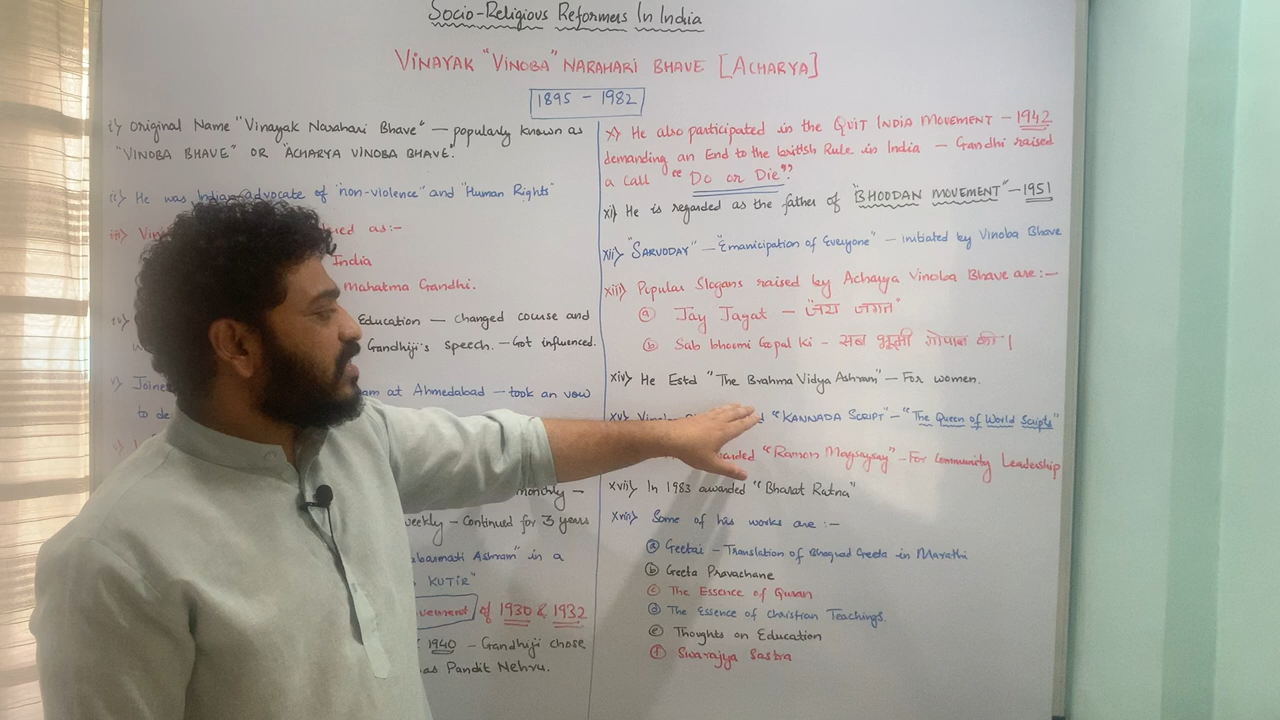 Socio-Religious Reformers In India
VINAYAK "VINOBA" NARAHARI BHAVE [ACHARYA]
1895 - 1982
i) Original Name "Vinayak Narahari Bhave" – popularly known as
"VINOBA BHAVE" OR "ACHARYA VINOBA BHAVE".
ii) He was Indian advocate of "non-violence" and "Human Rights"
iii) as:-
India
Mahatma Gandhi.
Education – changed course and
Gandhiji's speech. – Got influenced.
v) Joined at Ahmedabad – took an vow
to
monthly –
weekly – Continued for 3 years
Ashram" in a
KUTIR"
of 1930 & 1932
1940 – Gandhiji chose
as Pandit Nehru.
x) He also participated in the QUIT INDIA MOVEMENT – 1942
demanding an End to the british Rule in India – Gandhi raised
a call "Do or Die"?
xi) He is regarded as the father of "BHOODAN MOVEMENT" – 1951
xii) "SARVODAY" – "Emanicipation of Everyone" – initiated by Vinoba Bhave
xiii) Popular Slogans raised by Acharya Vinoba Bhave are:-
a Jay Jagat – "जय जगत"
b Sab bhoomi Gopal ki – सब भूमी गोपाल की।
xiv) He Estd "The Brahma Vidya Ashram" – For women.
xv) "KANNADA SCRIPT" – "The Queen of World Scripts"
"Ramon Magsaysay" – For Community Leadership
xvii) In 1983 awarded "Bharat Ratna"
xviii) Some of his works are:-
a Geetai – Translation of Bhagvad Geeta in Marathi
b Geeta Pravachane
c The Essence of Quran
d The Essence of Christian Teachings.
e Thoughts on Education
f Swarajya Sastra